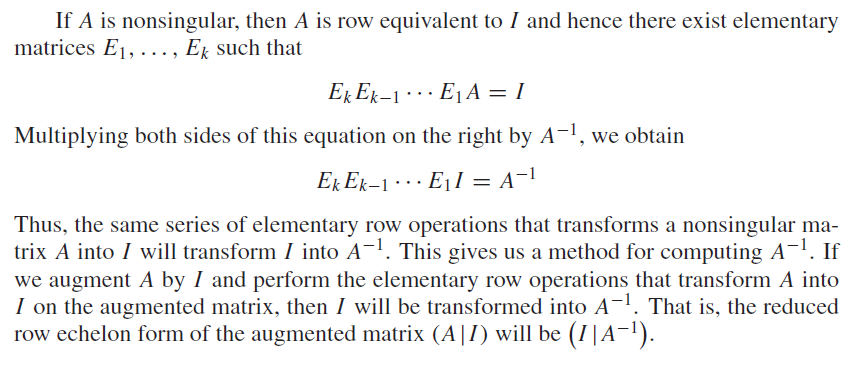 If A is nonsingular, then A is row equivalent to I and hence there exist elementary
matrices E₁, . . . , Eₖ such that
EₖEₖ₋₁ · · · E₁A = I
Multiplying both sides of this equation on the right by A⁻¹, we obtain
EₖEₖ₋₁ · · · E₁I = A⁻¹
Thus, the same series of elementary row operations that transforms a nonsingular ma-
trix A into I will transform I into A⁻¹. This gives us a method for computing A⁻¹. If
we augment A by I and perform the elementary row operations that transform A into
I on the augmented matrix, then I will be transformed into A⁻¹. That is, the reduced
row echelon form of the augmented matrix (A|I) will be (I|A⁻¹).